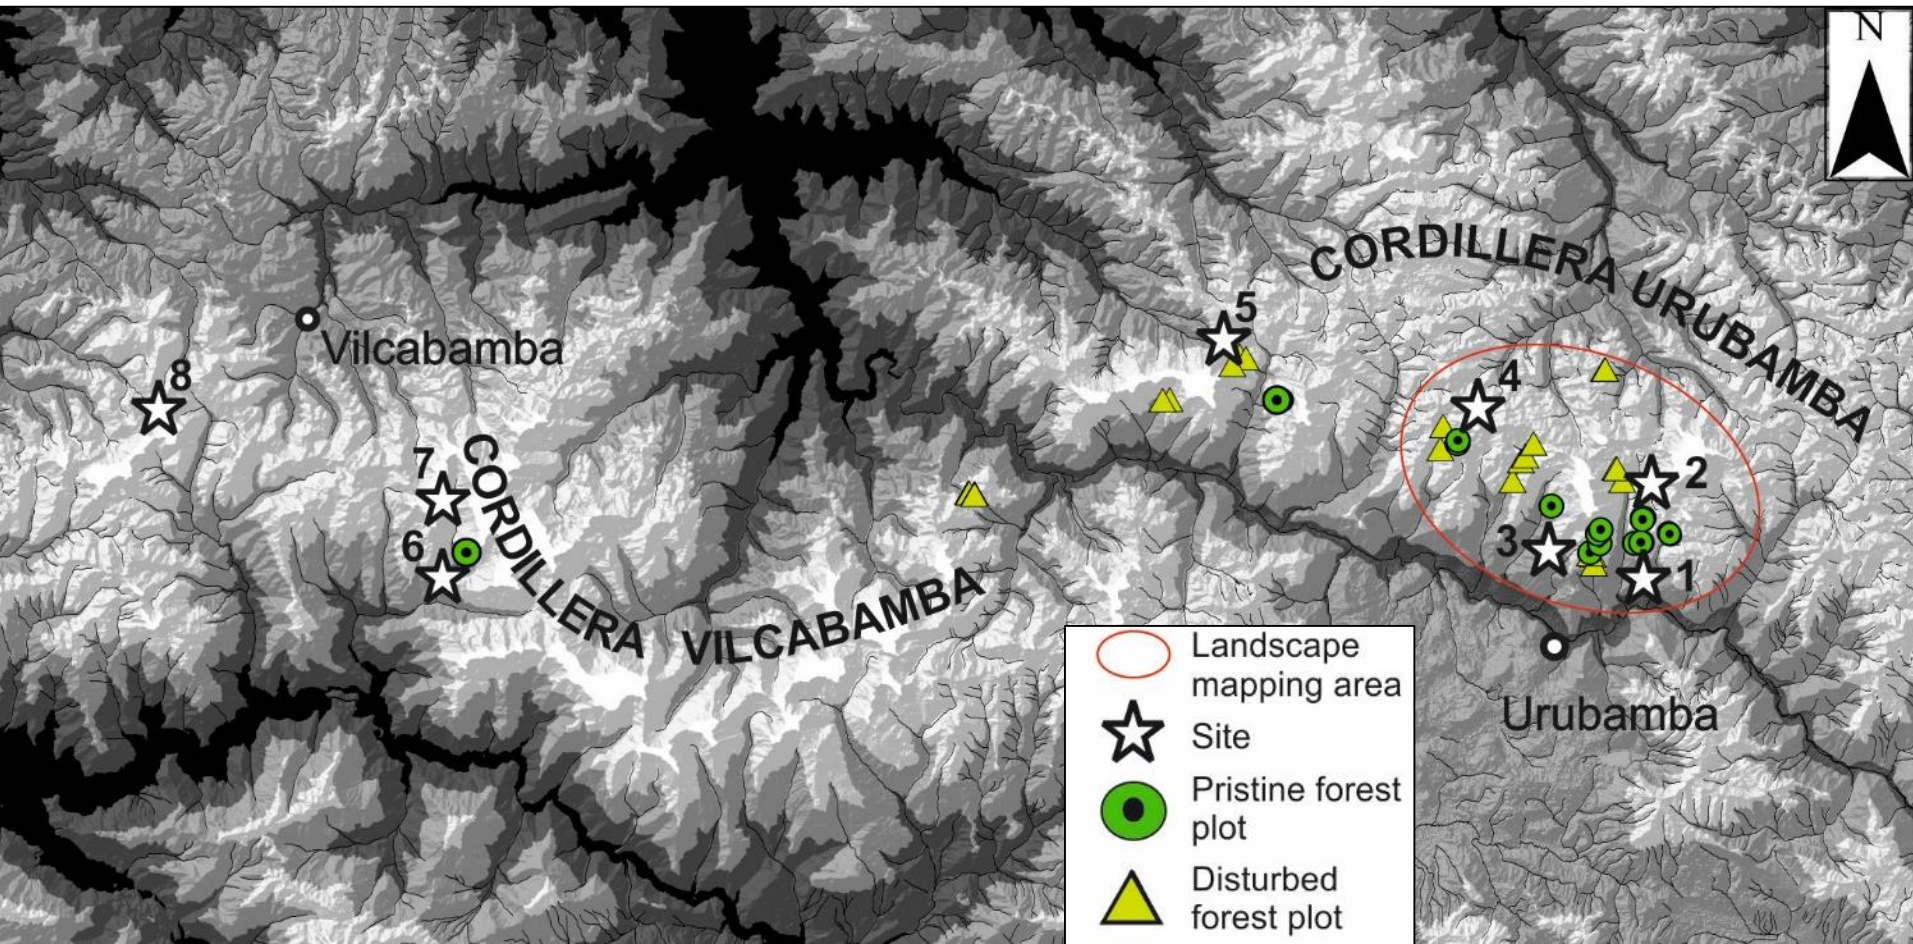 N
CORDILLERA URUBAMBA
5
Vilcabamba
8
4
7
CORDILLERA VILCABAMBA
2
6
3
1
Urubamba
Landscape
mapping area
Site
Pristine forest
plot
Disturbed
forest plot